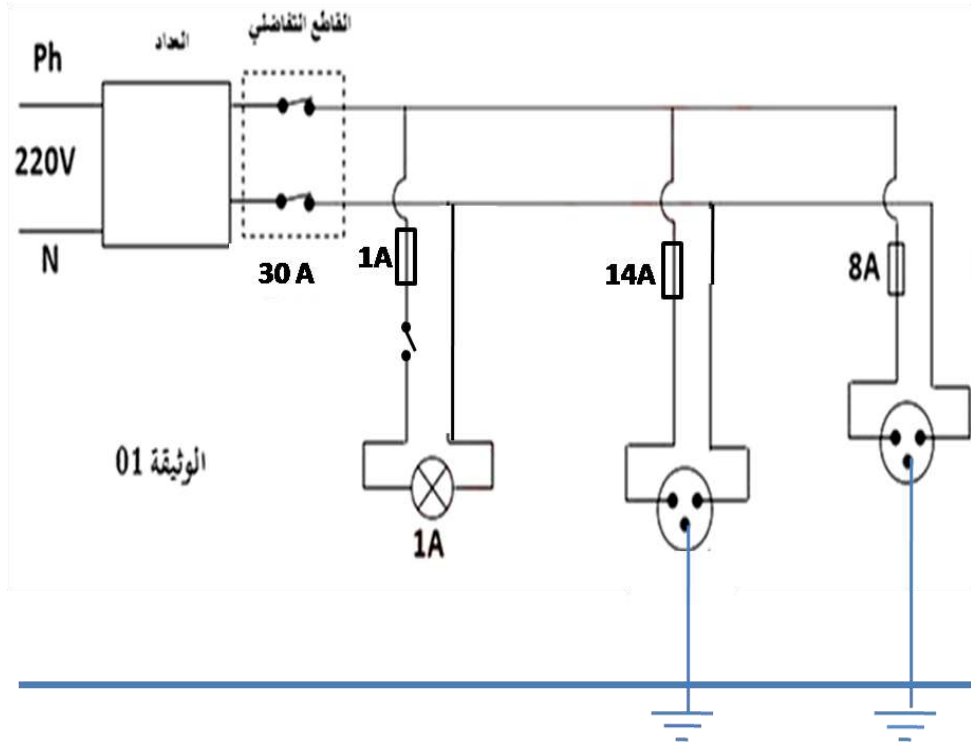 القاطع التفاضلي
العداد
Ph
220V
N
30 A
1A
14A
8A
1A
الوثيقة 01